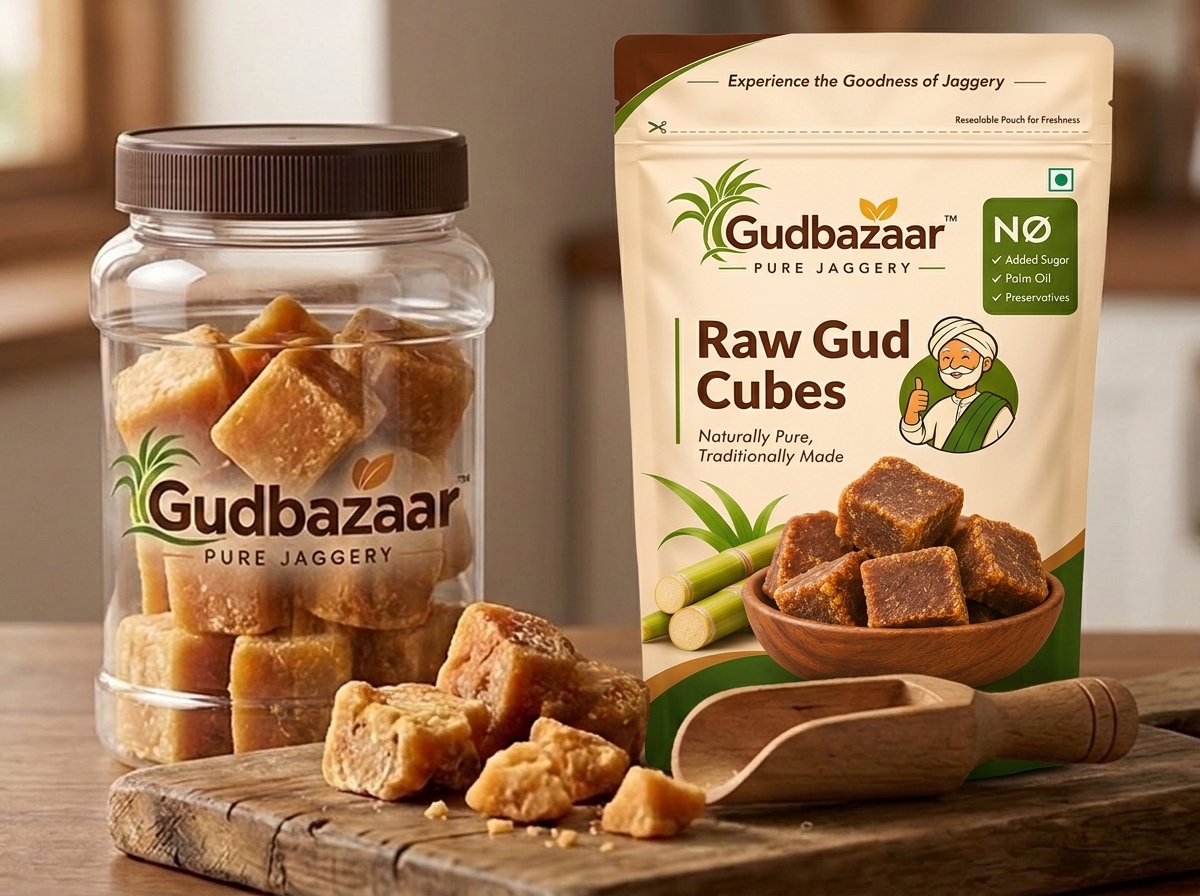 Gudbazaar™
PURE JAGGERY
Experience the Goodness of Jaggery
Resealable Pouch for Freshness
Gudbazaar™
PURE JAGGERY
NØ
✓ Added Sugar
✓ Palm Oil
✓ Preservatives
Raw Gud
Cubes
Naturally Pure,
Traditionally Made